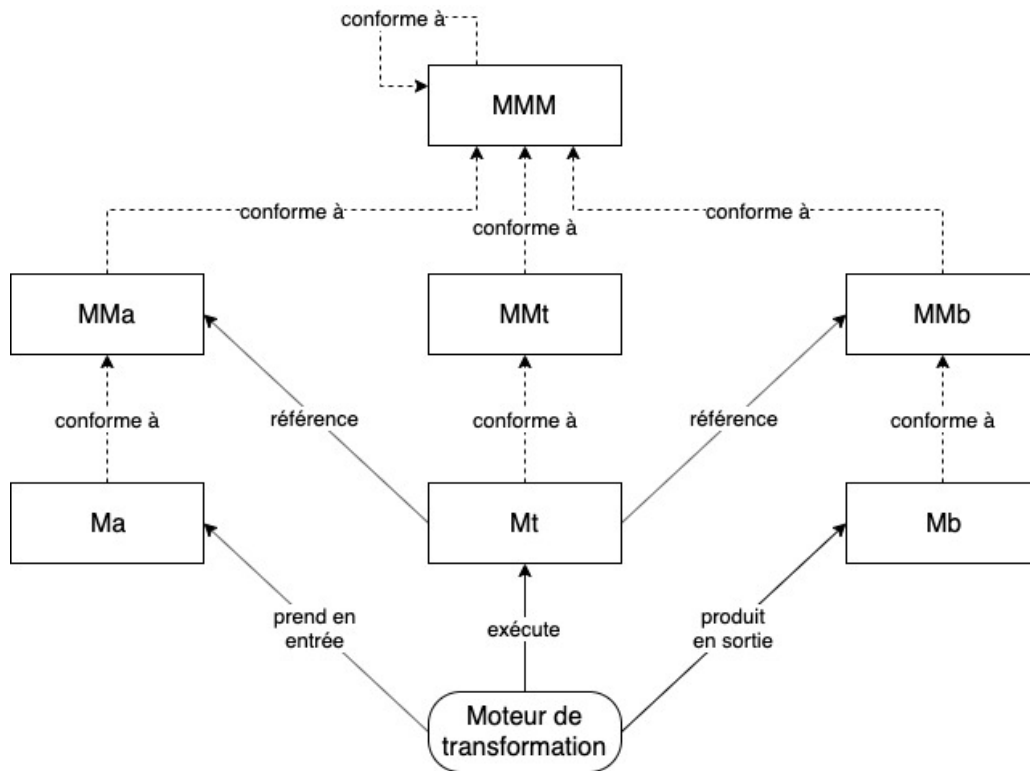 conforme à
MMM
conforme à
conforme à
conforme à
MMa
MMt
MMb
conforme à
référence
conforme à
référence
conforme à
Ma
Mt
Mb
prend en
entrée
exécute
produit
en sortie
Moteur de
transformation